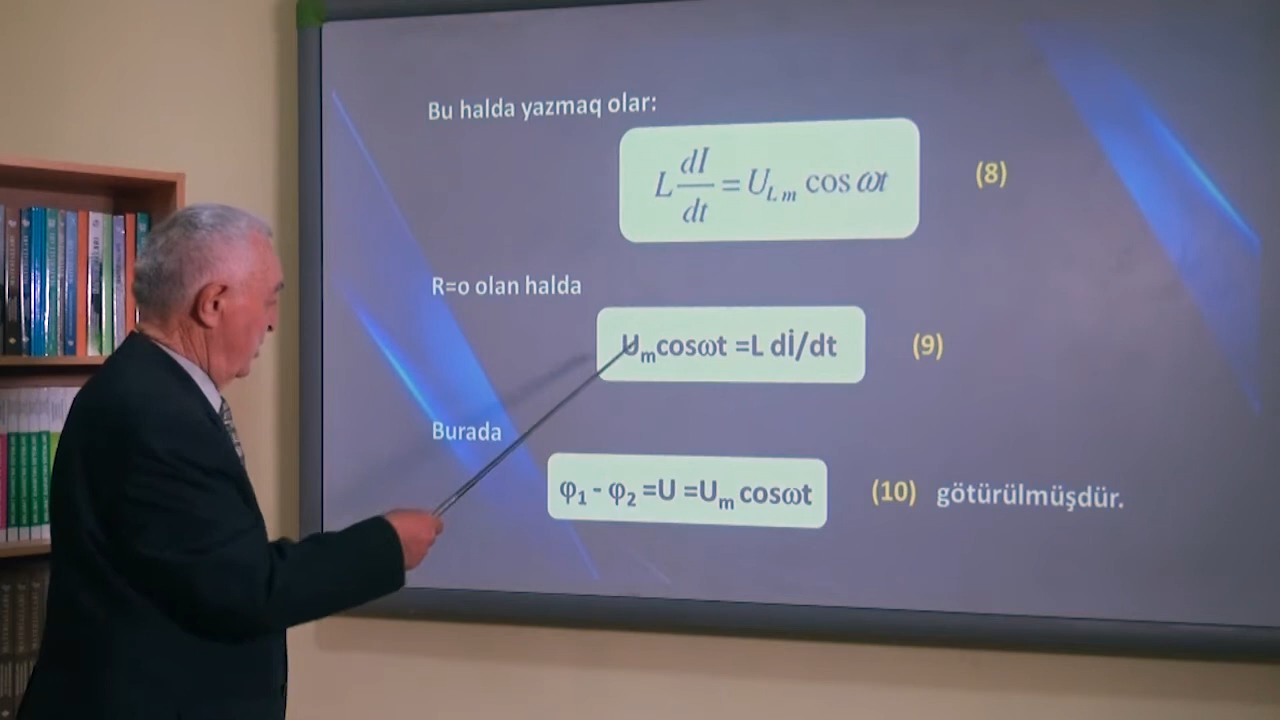 Bu halda yazmaq olar:
L dI/dt = U_Lm cos ωt (8)
R=o olan halda
U_m cosωt =L dİ/dt (9)
Burada
φ₁ - φ₂ =U =U_m cosωt (10) götürülmüşdür.